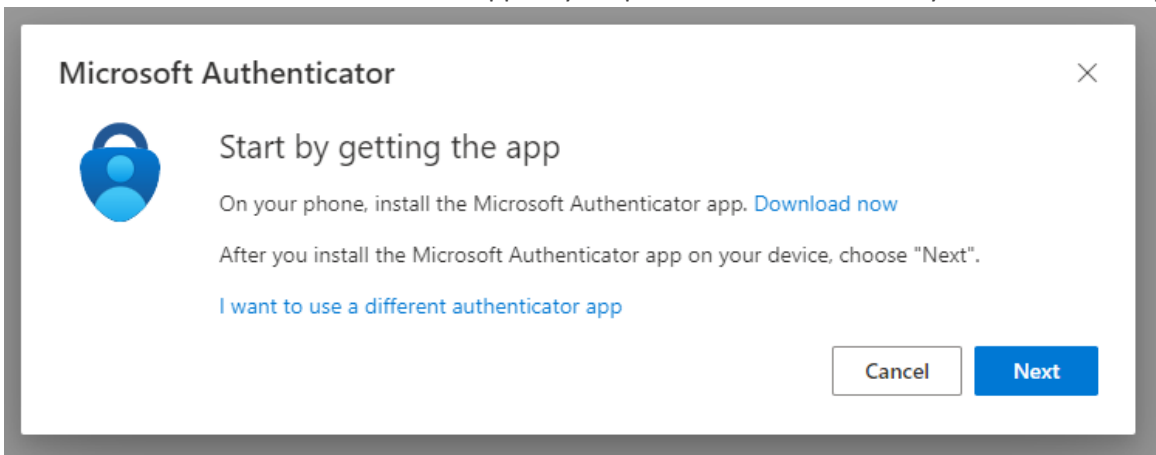 Microsoft Authenticator
Start by getting the app
On your phone, install the Microsoft Authenticator app. Download now
After you install the Microsoft Authenticator app on your device, choose "Next".
I want to use a different authenticator app
Cancel Next